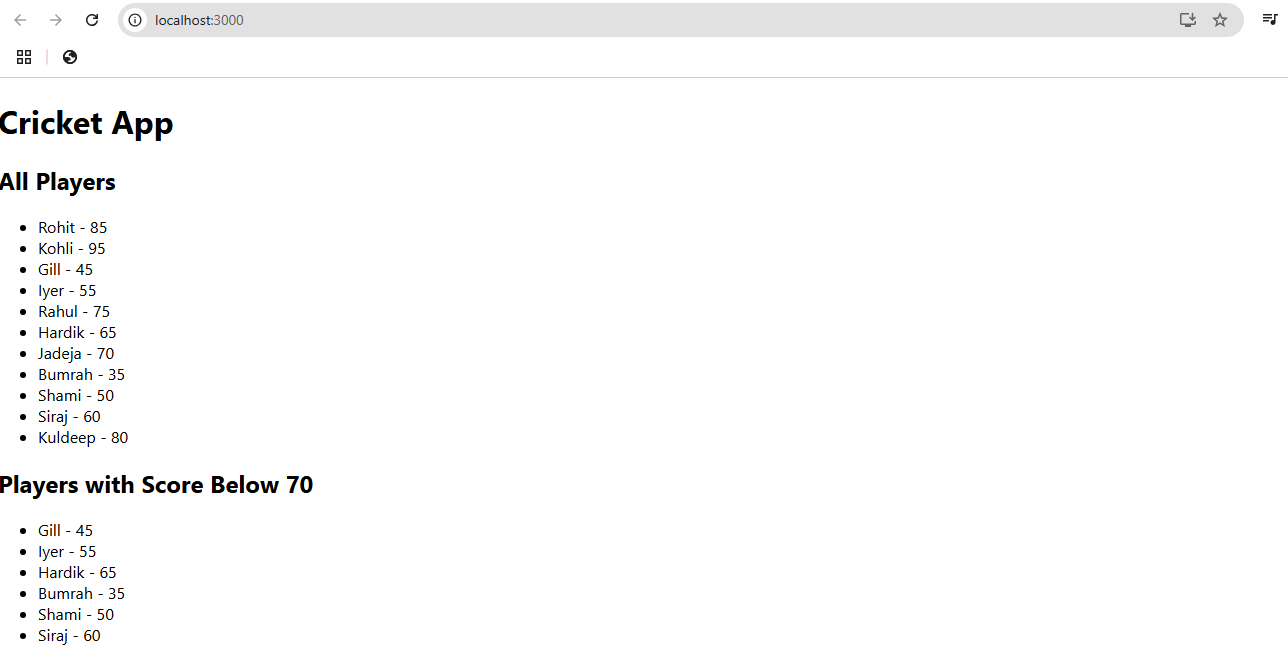 localhost:3000
Cricket App
All Players
Rohit - 85
Kohli - 95
Gill - 45
Iyer - 55
Rahul - 75
Hardik - 65
Jadeja - 70
Bumrah - 35
Shami - 50
Siraj - 60
Kuldeep - 80
Players with Score Below 70
Gill - 45
Iyer - 55
Hardik - 65
Bumrah - 35
Shami - 50
Siraj - 60